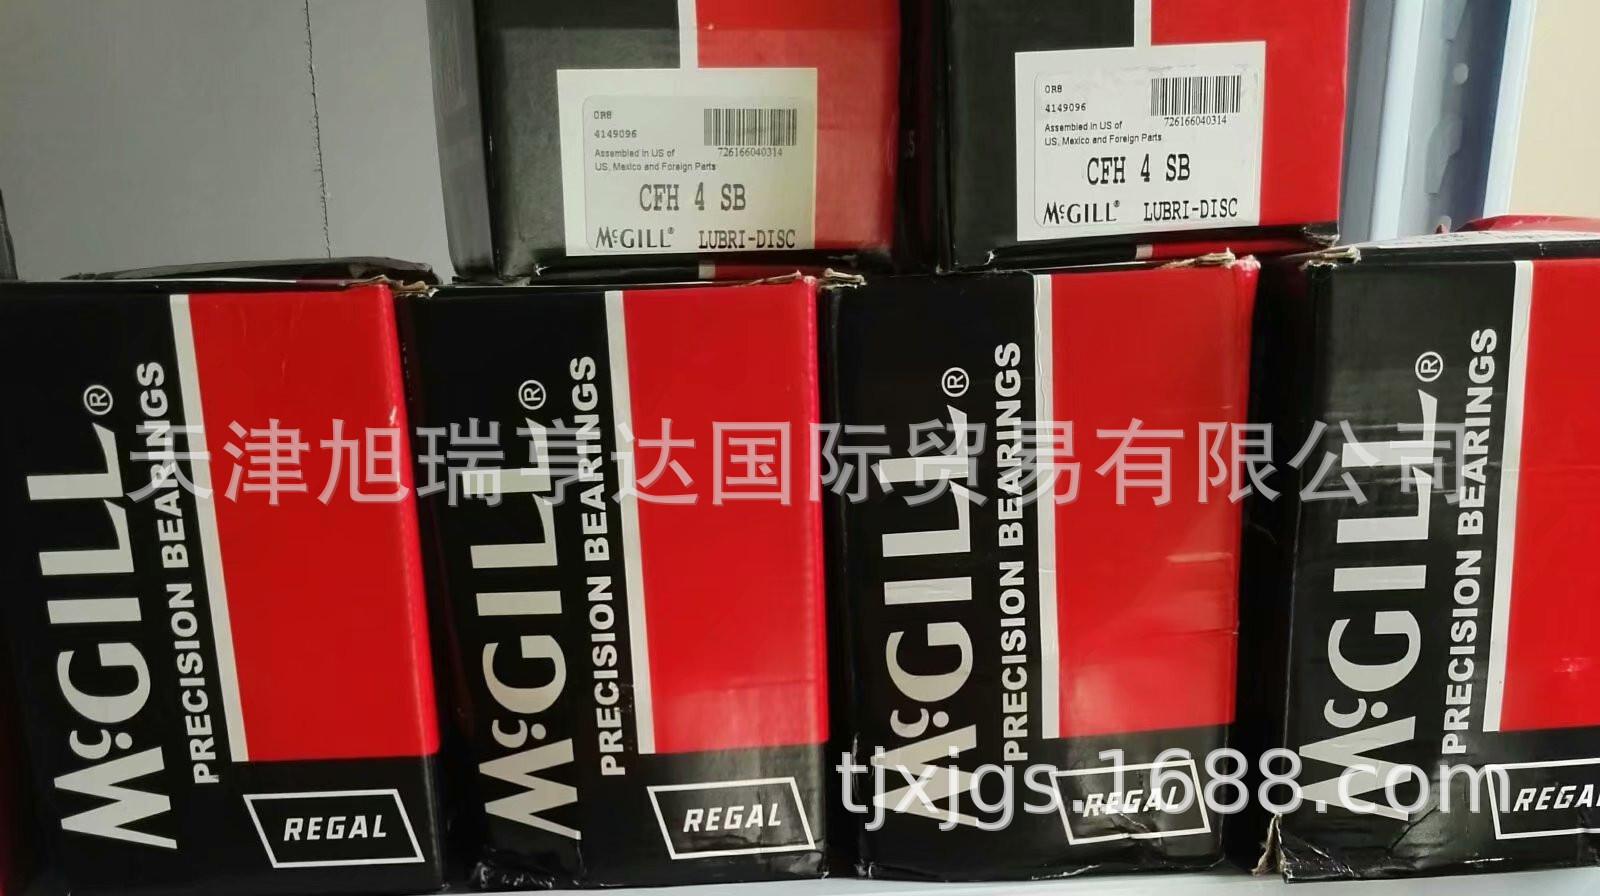 0R8
4149096
Assembled in US of
US, Mexico and Foreign Parts
726166040314
CFH 4 SB
McGILL® LUBRI-DISC
0R8
4149096
Assembled in US of
US, Mexico and Foreign Parts
726166040314
CFH 4 SB
McGILL® LUBRI-DISC
McGILL®
PRECISION BEARINGS
REGAL
McGILL®
PRECISION BEARINGS
REGAL
McGILL®
PRECISION BEARINGS
REGAL
McGILL®
PRECISION BEARINGS
REGAL
天津旭瑞亨达国际贸易有限公司
tjxjgs.1688.com